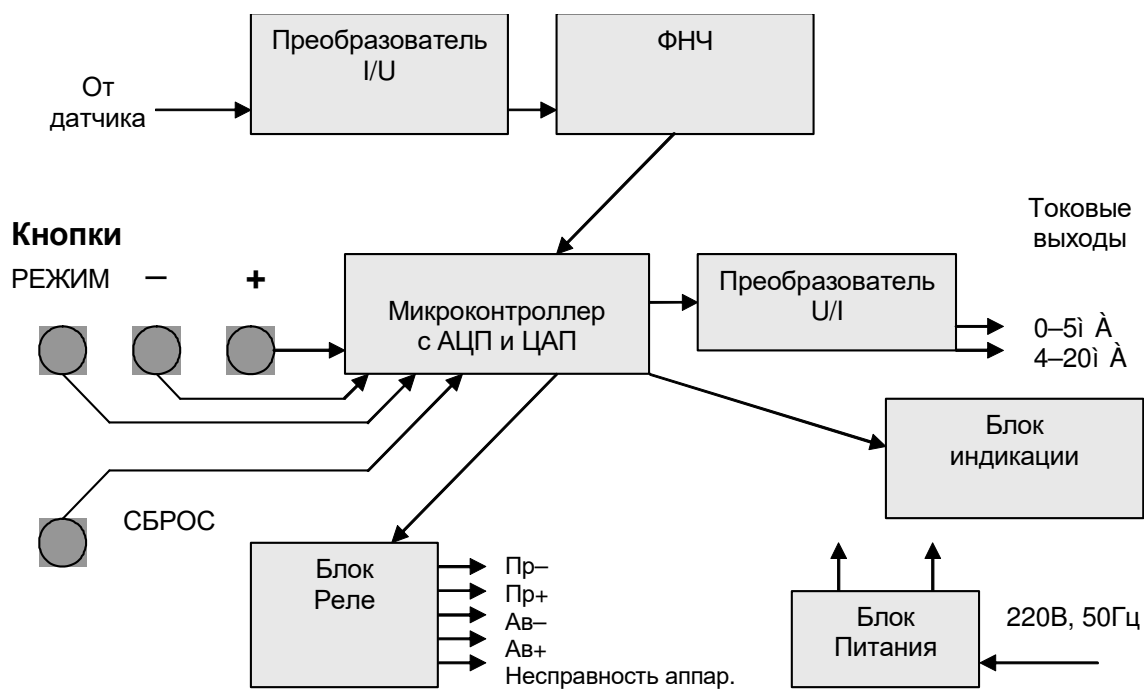 Преобразователь
I/U
ФНЧ
От
датчика
Токовые
выходы
Кнопки
РЕЖИМ – +
Микроконтроллер
с АЦП и ЦАП
Преобразователь
U/I
0–5ì À
4–20ì À
Блок
индикации
СБРОС
Блок
Реле
Пр–
Пр+
Ав–
Ав+
Несправность аппар.
Блок
Питания
220В, 50Гц